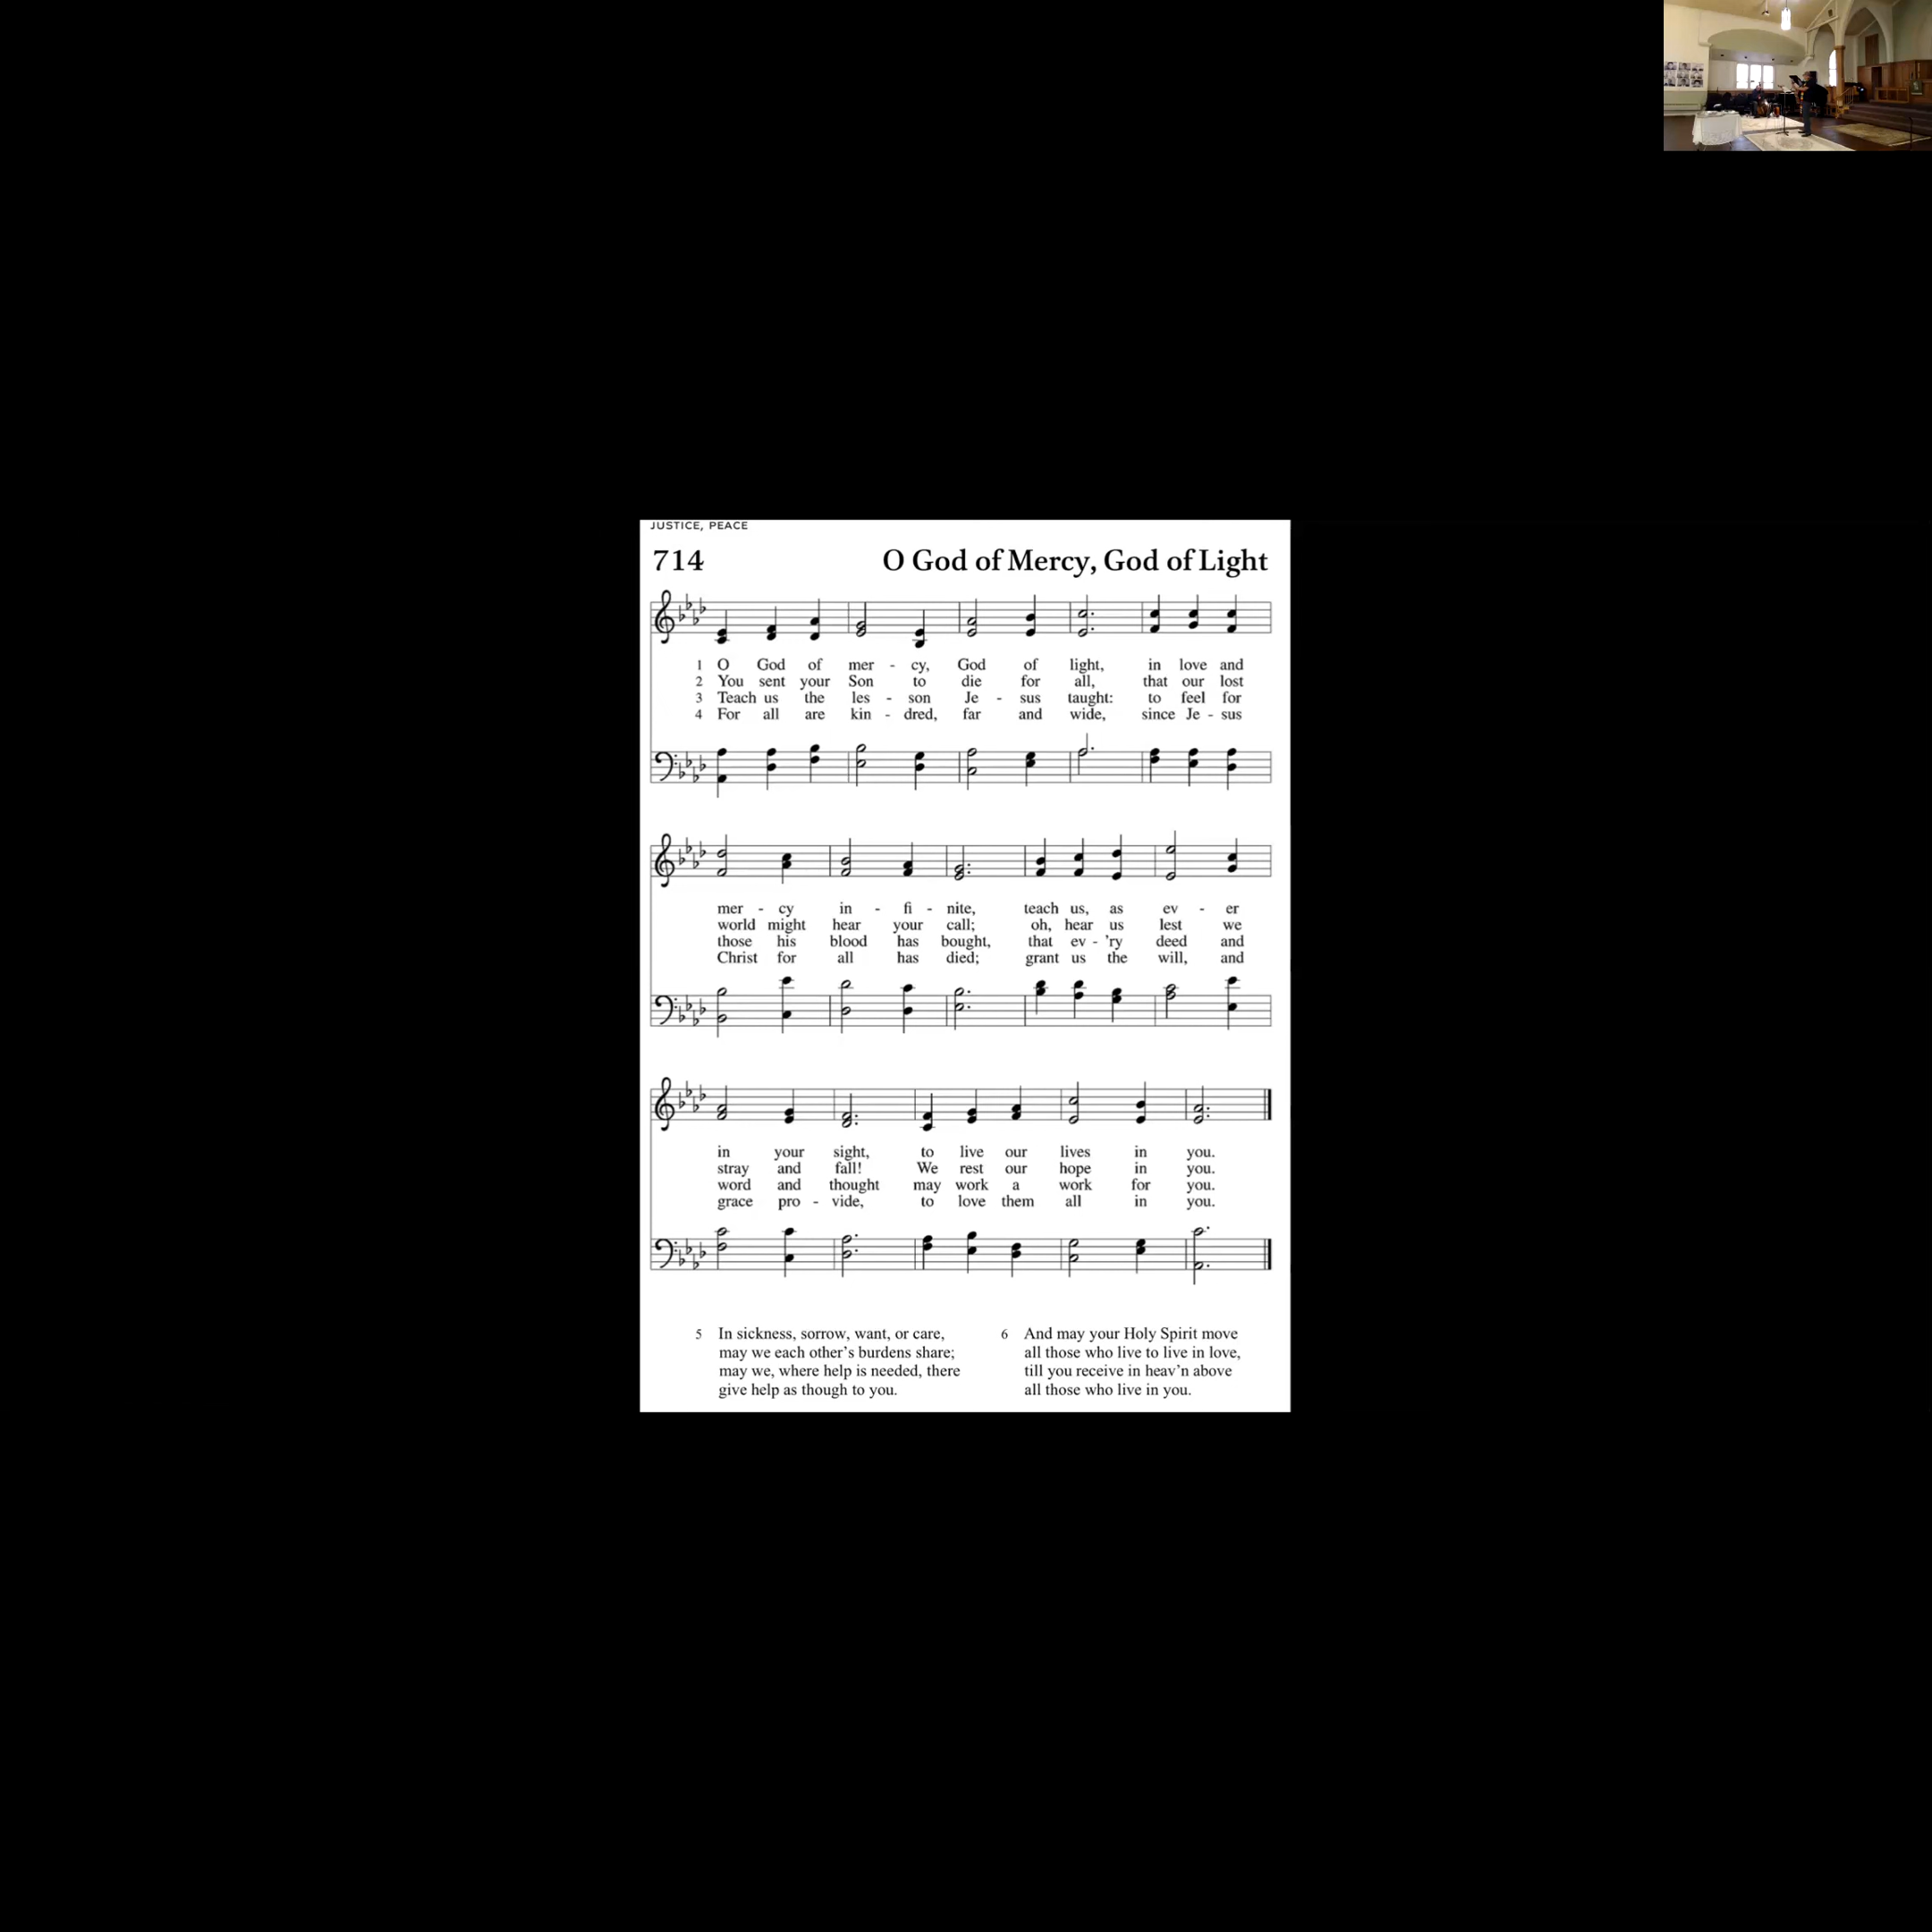 JUSTICE, PEACE
714 O God of Mercy, God of Light
1 O God of mer - cy, God of light, in love and
2 You sent your Son to die for all, that our lost
3 Teach us the les - son Je - sus taught: to feel for
4 For all are kin - dred, far and wide, since Je - sus
mer - cy in - fi - nite, teach us, as ev - er
world might hear your call; oh, hear us lest we
those his blood has bought, that ev - 'ry deed and
Christ for all has died; grant us the will, and
in your sight, to live our lives in you.
stray and fall! We rest our hope in you.
word and thought may work a work for you.
grace pro - vide, to love them all in you.
5 In sickness, sorrow, want, or care,
may we each other's burdens share;
may we, where help is needed, there
give help as though to you.
6 And may your Holy Spirit move
all those who live to live in love,
till you receive in heav'n above
all those who live in you.